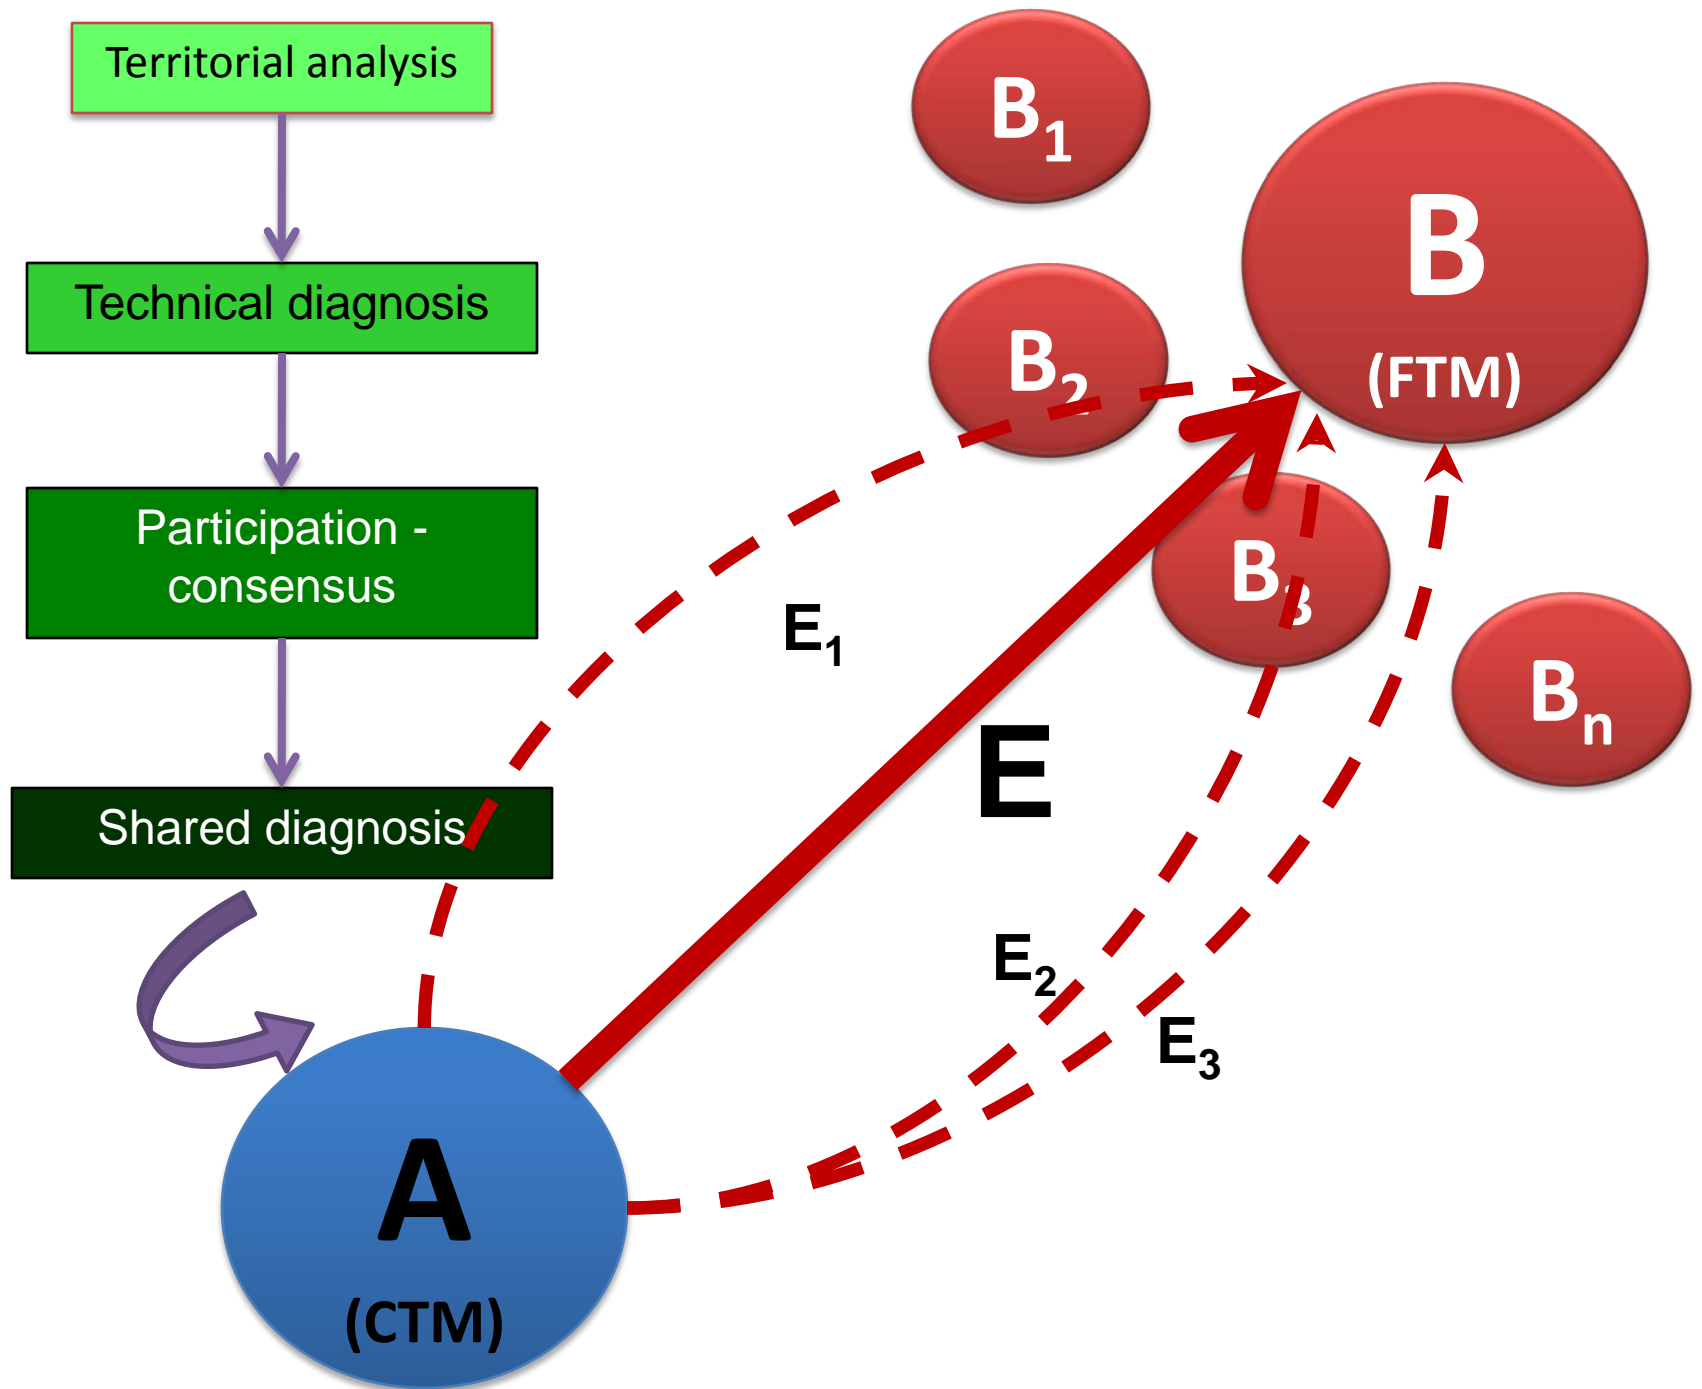 Territorial analysis
Technical diagnosis
Participation -
consensus
Shared diagnosis
A
(CTM)
E₁
E
E₂
E₃
B₁
B₂
B₃
Bₙ
B
(FTM)